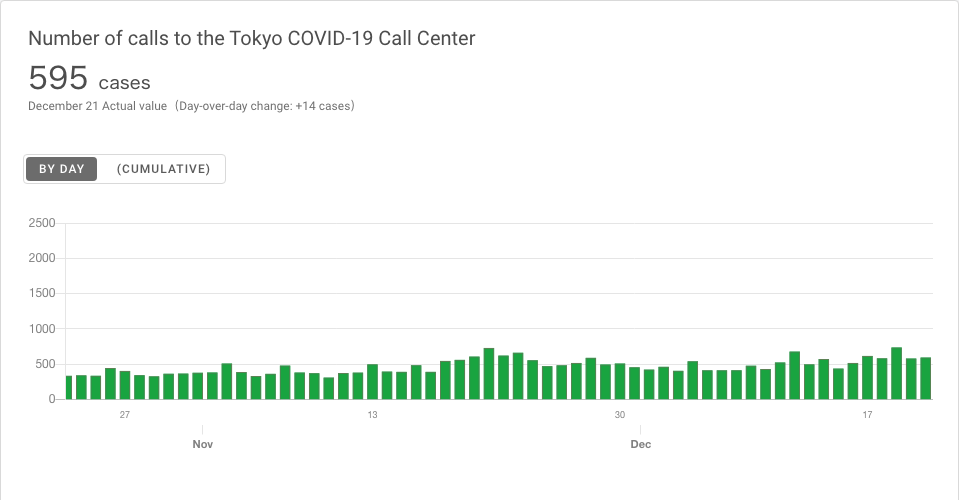 Number of calls to the Tokyo COVID-19 Call Center
595 cases
December 21 Actual value（Day-over-day change: +14 cases）
BY DAY (CUMULATIVE)
2500
2000
1500
1000
500
0
27 13 30 17
Nov Dec